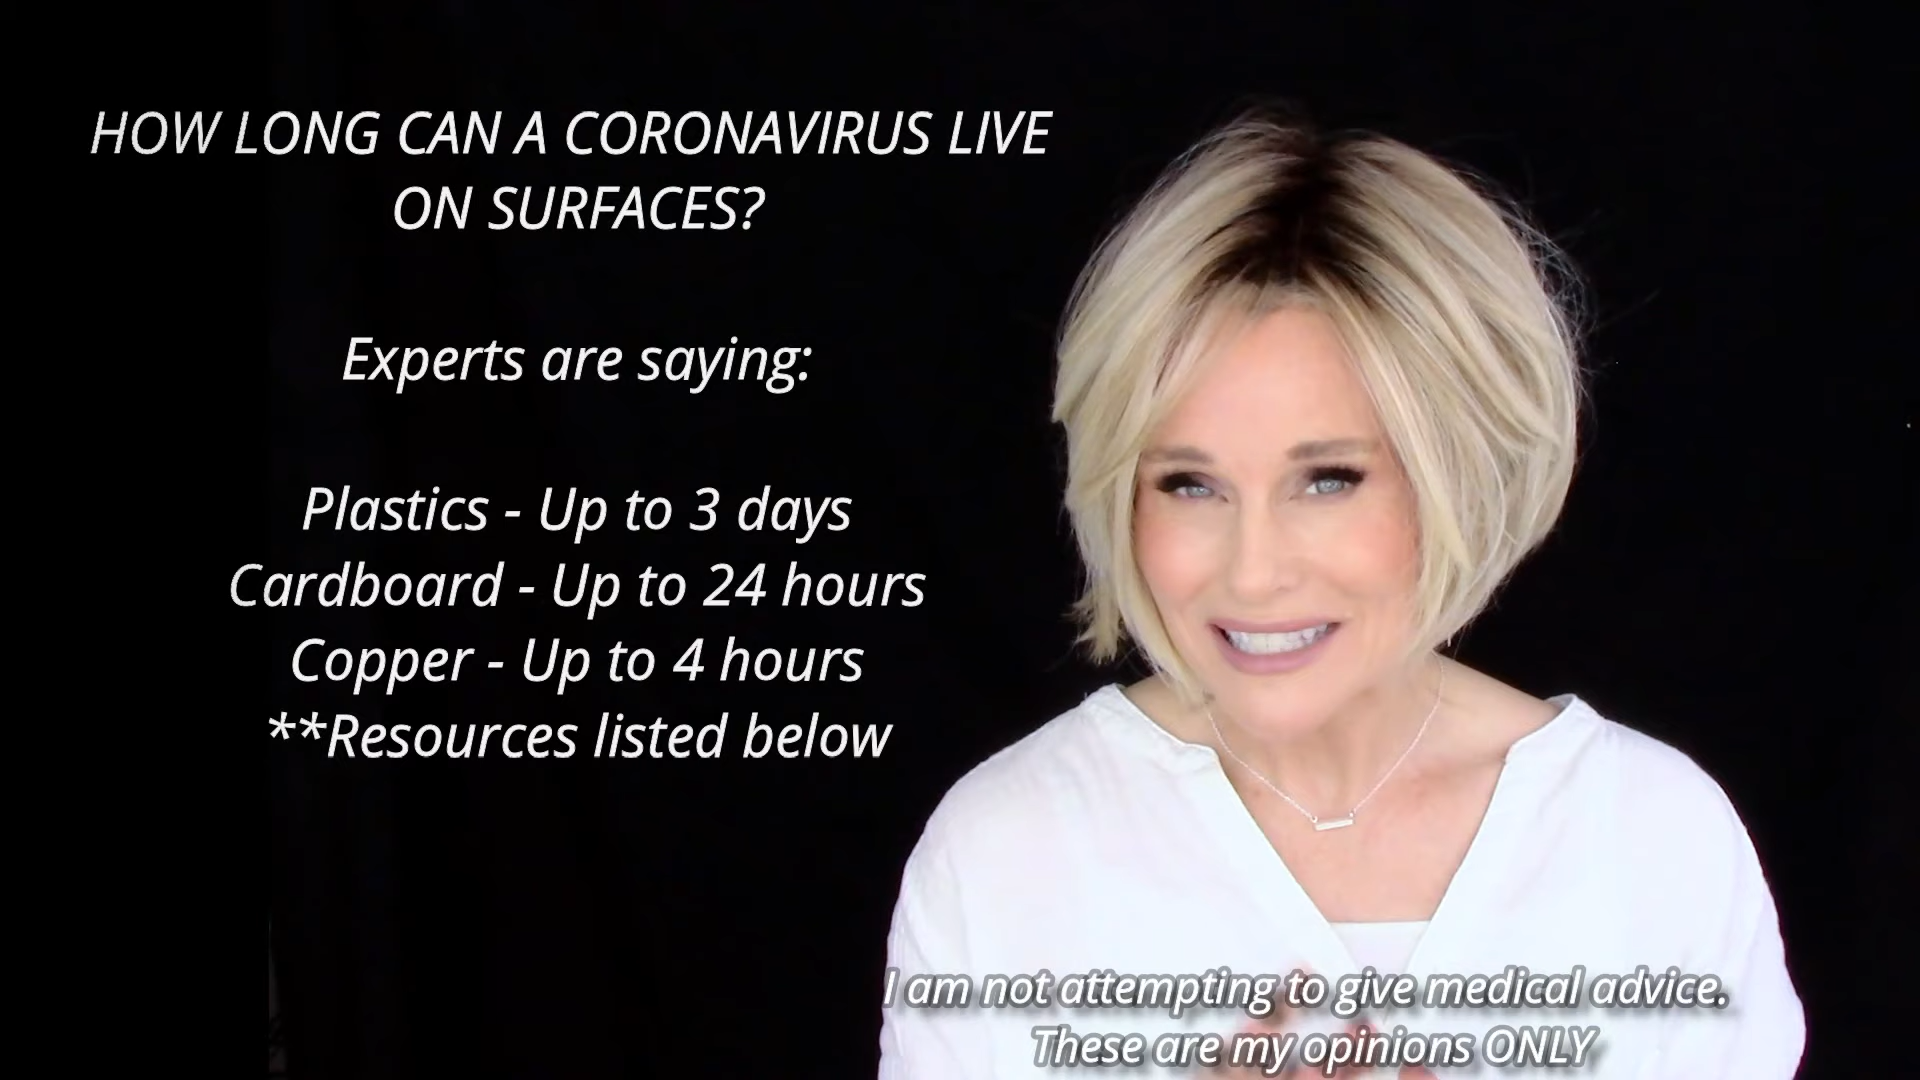 HOW LONG CAN A CORONAVIRUS LIVE
ON SURFACES?
Experts are saying:
Plastics - Up to 3 days
Cardboard - Up to 24 hours
Copper - Up to 4 hours
**Resources listed below
I am not attempting to give medical advice.
These are my opinions ONLY